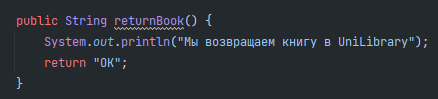 public String returnBook() {
    System.out.println("Мы возвращаем книгу в UniLibrary");
    return "OK";
}